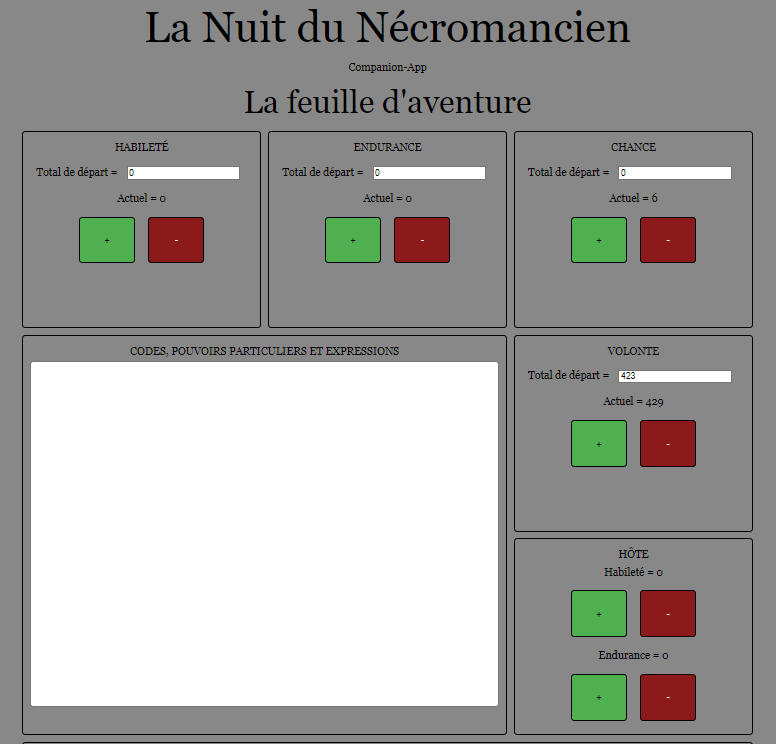 La Nuit du Nécromancien
Companion-App
La feuille d'aventure
HABILETÉ
Total de départ = 0
Actuel = 0
+ -
ENDURANCE
Total de départ = 0
Actuel = 0
+ -
CHANCE
Total de départ = 0
Actuel = 6
+ -
CODES, POUVOIRS PARTICULIERS ET EXPRESSIONS
VOLONTE
Total de départ = 423
Actuel = 429
+ -
HÔTE
Habileté = 0
+ -
Endurance = 0
+ -